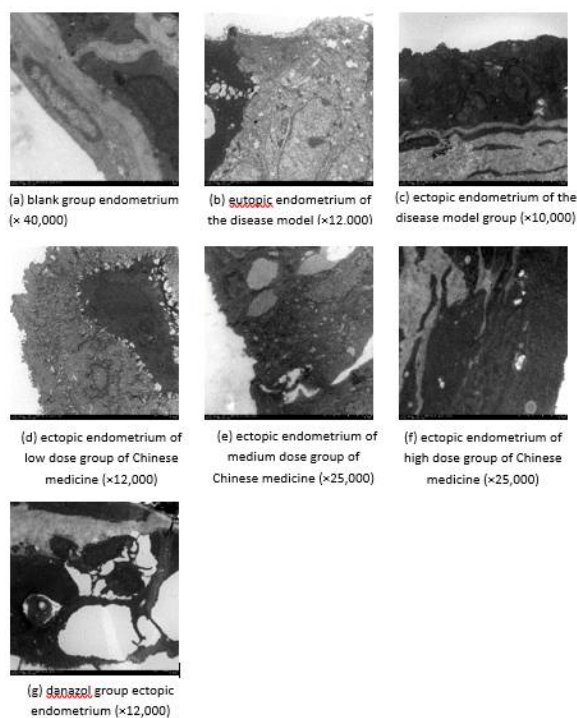 (a) blank group endometrium
(× 40,000)
(b) eutopic endometrium of
the disease model (×12.000)
(c) ectopic endometrium of the
disease model group (×10,000)
(d) ectopic endometrium of
low dose group of Chinese
medicine (×12,000)
(e) ectopic endometrium of
medium dose group of
Chinese medicine (×25,000)
(f) ectopic endometrium of
high dose group of Chinese
medicine (×25,000)
(g) danazol group ectopic
endometrium (×12,000)